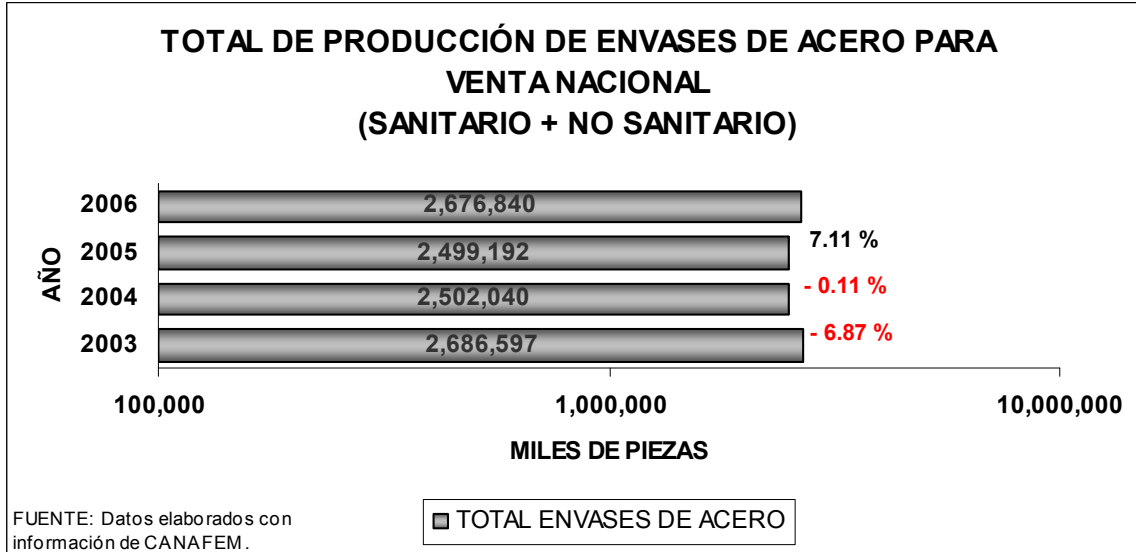 TOTAL DE PRODUCCIÓN DE ENVASES DE ACERO PARA
VENTA NACIONAL
(SANITARIO + NO SANITARIO)
AÑO
2006
2,676,840
7.11 %
2005
2,499,192
- 0.11 %
2004
2,502,040
- 6.87 %
2003
2,686,597
100,000
1,000,000
10,000,000
MILES DE PIEZAS
TOTAL ENVASES DE ACERO
FUENTE: Datos elaborados con
información de CANAFEM.